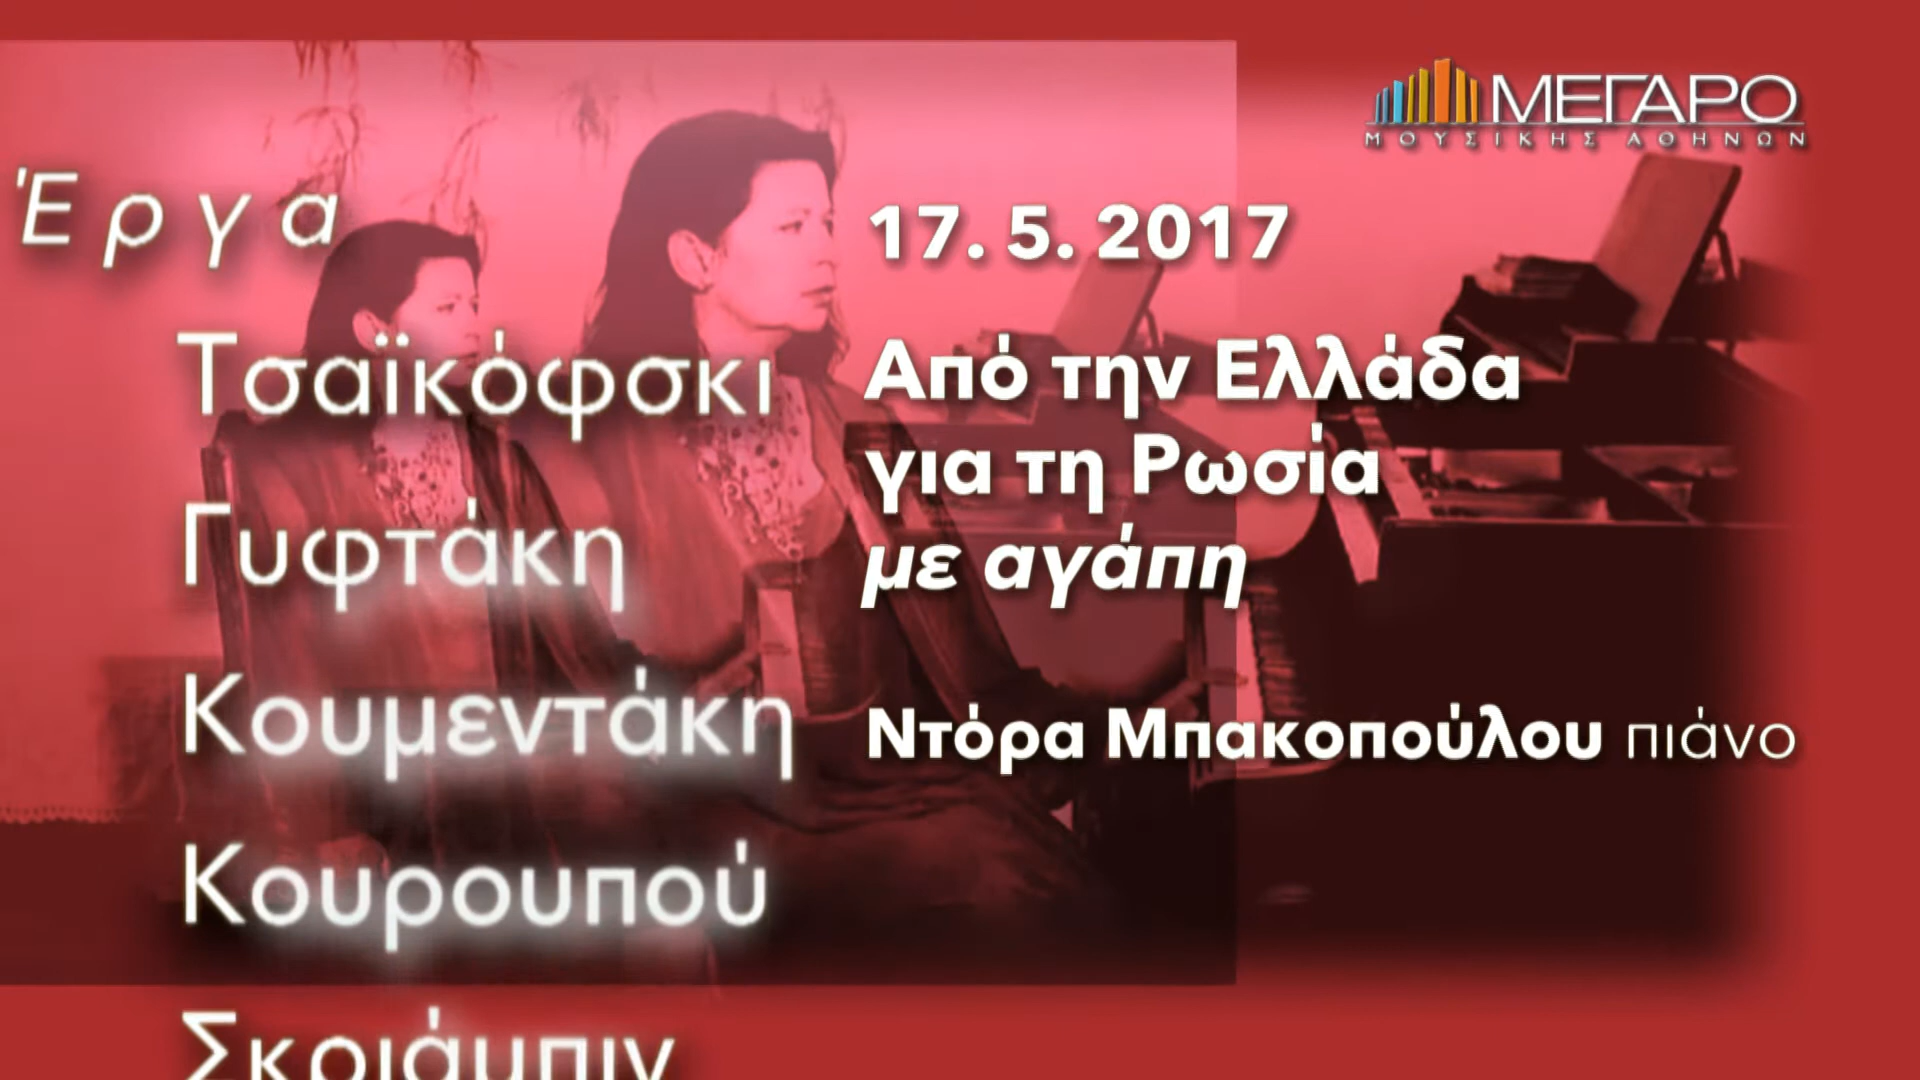 ΜΕΓΑΡΟ
ΜΟΥΣΙΚΗΣ ΑΘΗΝΩΝ
Έργα
Τσαϊκόφσκι
Γυφτάκη
Κουμεντάκη
Κουρουπού
Σκριάμπιν
17. 5. 2017
Από την Ελλάδα
για τη Ρωσία
με αγάπη
Ντόρα Μπακοπούλου πιάνο